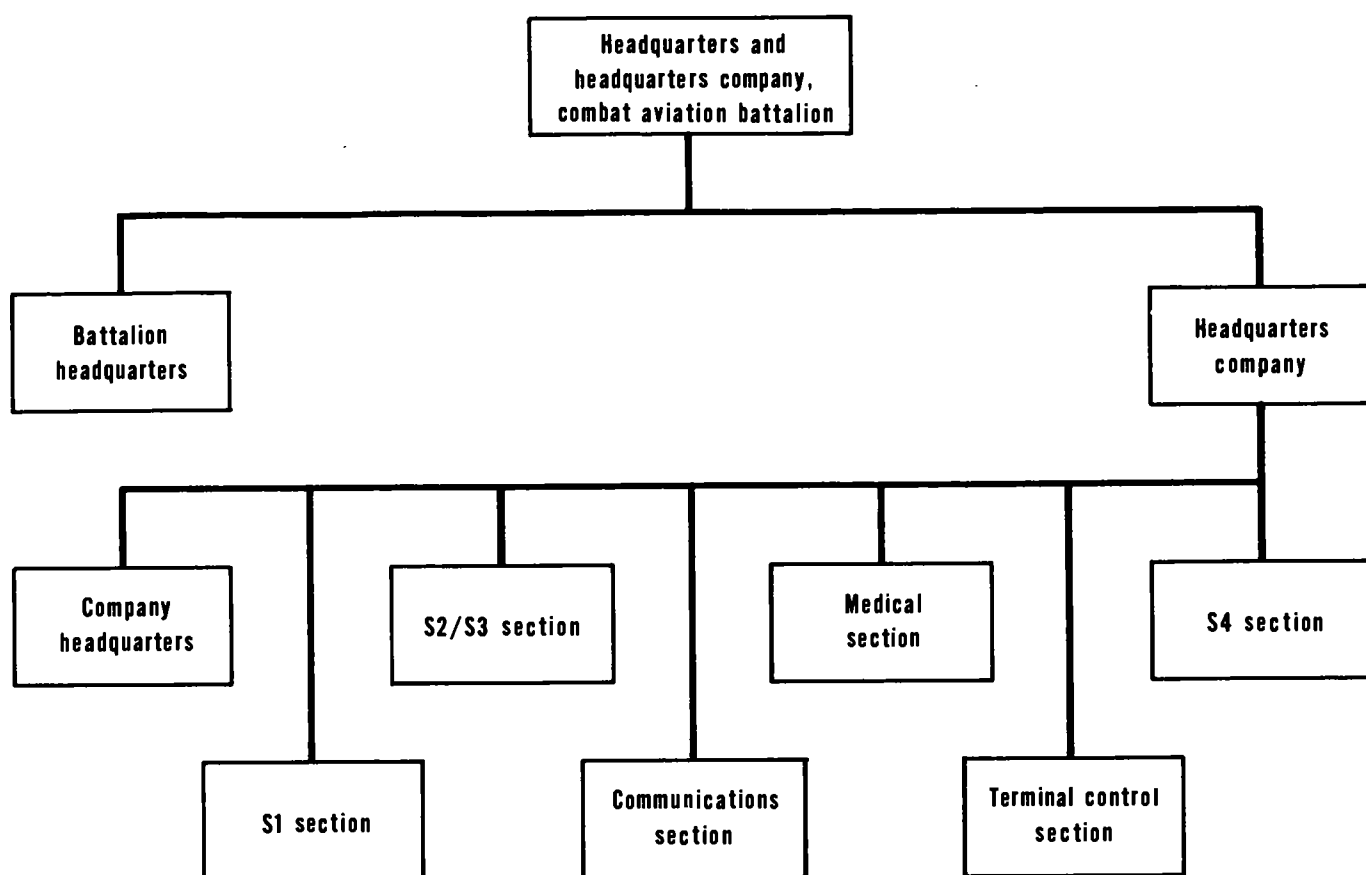 Headquarters and
headquarters company,
combat aviation battalion
Battalion
headquarters
Headquarters
company
Company
headquarters
S2/S3 section
Medical
section
S4 section
S1 section
Communications
section
Terminal control
section